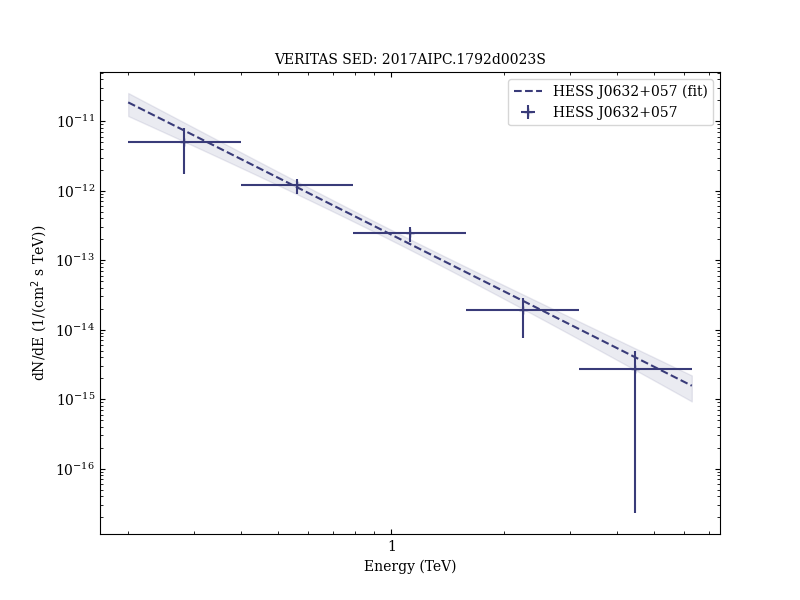 VERITAS SED: 2017AIPC.1792d0023S
HESS J0632+057 (fit)
HESS J0632+057
dN/dE (1/(cm² s TeV))
10⁻¹¹
10⁻¹²
10⁻¹³
10⁻¹⁴
10⁻¹⁵
10⁻¹⁶
1
Energy (TeV)